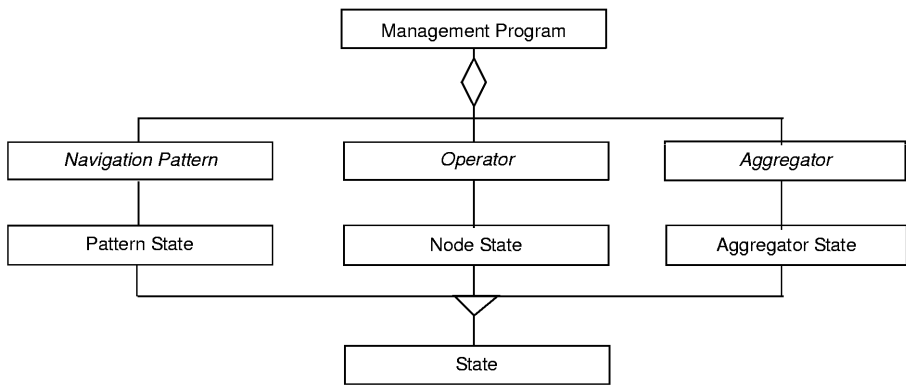 Management Program
Navigation Pattern
Operator
Aggregator
Pattern State
Node State
Aggregator State
State